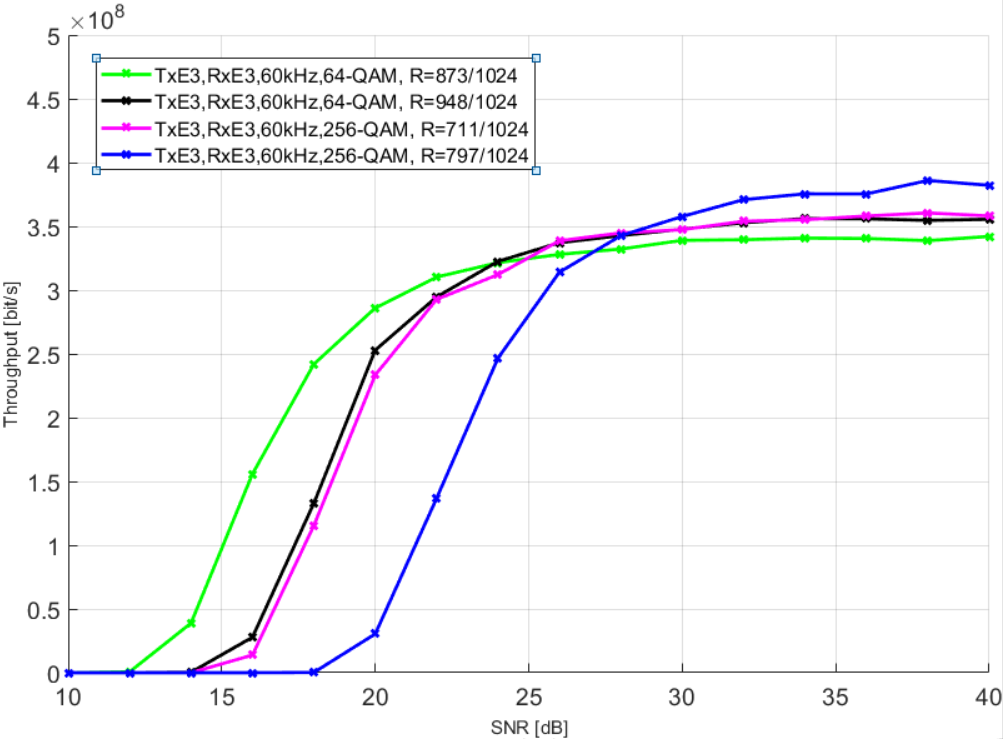 ×10⁸
5
4.5
4
3.5
3
2.5
2
1.5
1
0.5
0
Throughput [bit/s]
TxE3,RxE3,60kHz,64-QAM, R=873/1024
TxE3,RxE3,60kHz,64-QAM, R=948/1024
TxE3,RxE3,60kHz,256-QAM, R=711/1024
TxE3,RxE3,60kHz,256-QAM, R=797/1024
10 15 20 25 30 35 40
SNR [dB]